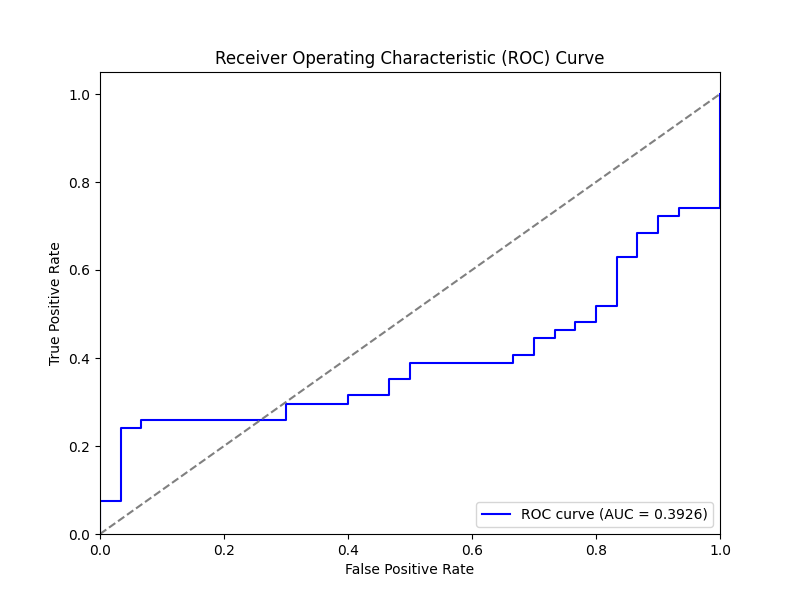 Receiver Operating Characteristic (ROC) Curve
True Positive Rate
1.0
0.8
0.6
0.4
0.2
0.0
0.0 0.2 0.4 0.6 0.8 1.0
False Positive Rate
ROC curve (AUC = 0.3926)